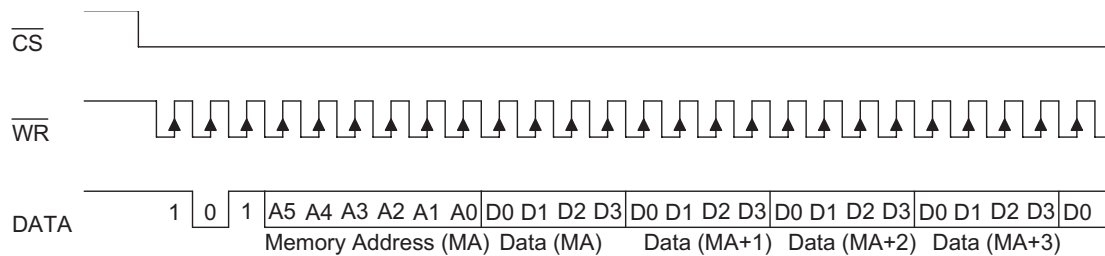 CS
WR
DATA 1 0 1 A5 A4 A3 A2 A1 A0 D0 D1 D2 D3 D0 D1 D2 D3 D0 D1 D2 D3 D0 D1 D2 D3 D0
Memory Address (MA) Data (MA) Data (MA+1) Data (MA+2) Data (MA+3)